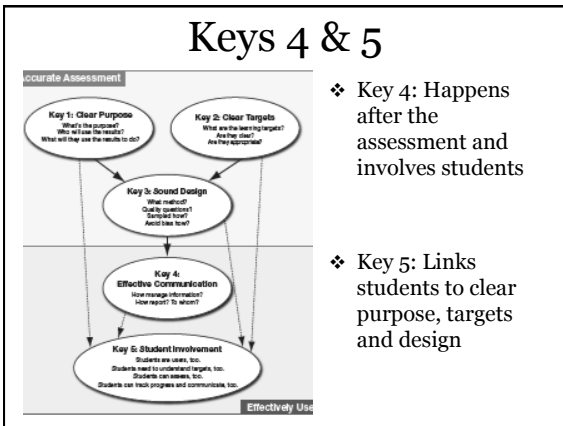 Keys 4 & 5
ccurate Assessment
Key 1: Clear Purpose
What's the purpose?
Who will use the results?
What will they use the results to do?
Key 2: Clear Targets
What are the learning targets?
Are they clear?
Are they appropriate?
Key 3: Sound Design
What method?
Quality questions?
Sampled how?
Avoid bias how?
Key 4:
Effective Communication
How manage information?
How report? To whom?
Key 5: Student Involvement
Students are users, too.
Students need to understand targets, too.
Students can assess, too.
Students can track progress and communicate, too.
Effectively Use
❖ Key 4: Happens
after the
assessment and
involves students
❖ Key 5: Links
students to clear
purpose, targets
and design